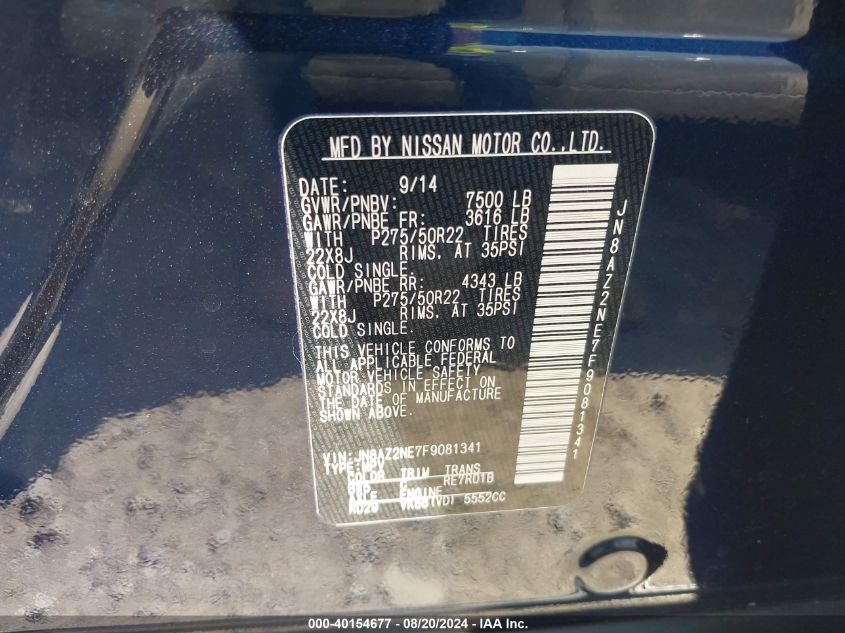 MFD BY NISSAN MOTOR CO.,LTD.
DATE: 9/14
GVWR/PNBV: 7500 LB
GAWR/PNBE FR: 3616 LB
WITH P275/50R22 TIRES
22X8J RIMS. AT 35PSI
COLD SINGLE.
GAWR/PNBE RR: 4343 LB
WITH P275/50R22 TIRES
22X8J RIMS. AT 35PSI
COLD SINGLE.
THIS VEHICLE CONFORMS TO
ALL APPLICABLE FEDERAL
MOTOR VEHICLE SAFETY
STANDARDS IN EFFECT ON
THE DATE OF MANUFACTURE
SHOWN ABOVE.
VIN:JN8AZ2NE7F9081341
TYPE:MPV
COLOR TRIM TRANS
RE7R01B
TYPE ENGINE
5552CC
JN8AZ2NE7F9081341
000-40154677 - 08/20/2024 - IAA Inc.